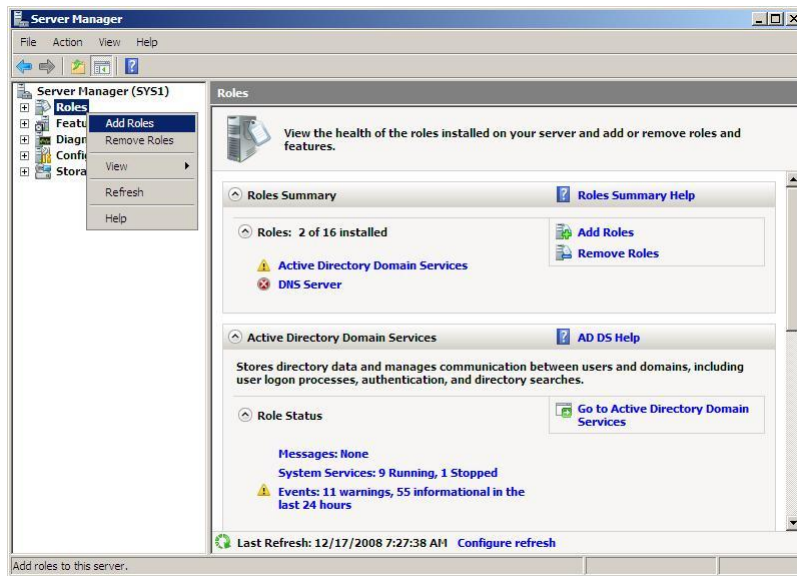 Server Manager
File Action View Help
Server Manager (SYS1)
Roles
Featu
Diagn
Confi
Stora
Add Roles
Remove Roles
View
Refresh
Help
Roles
View the health of the roles installed on your server and add or remove roles and
features.
Roles Summary
Roles Summary Help
Roles: 2 of 16 installed
Add Roles
Remove Roles
Active Directory Domain Services
DNS Server
Active Directory Domain Services
AD DS Help
Stores directory data and manages communication between users and domains, including
user logon processes, authentication, and directory searches.
Role Status
Go to Active Directory Domain
Services
Messages: None
System Services: 9 Running, 1 Stopped
Events: 11 warnings, 55 informational in the
last 24 hours
Last Refresh: 12/17/2008 7:27:38 AM Configure refresh
Add roles to this server.